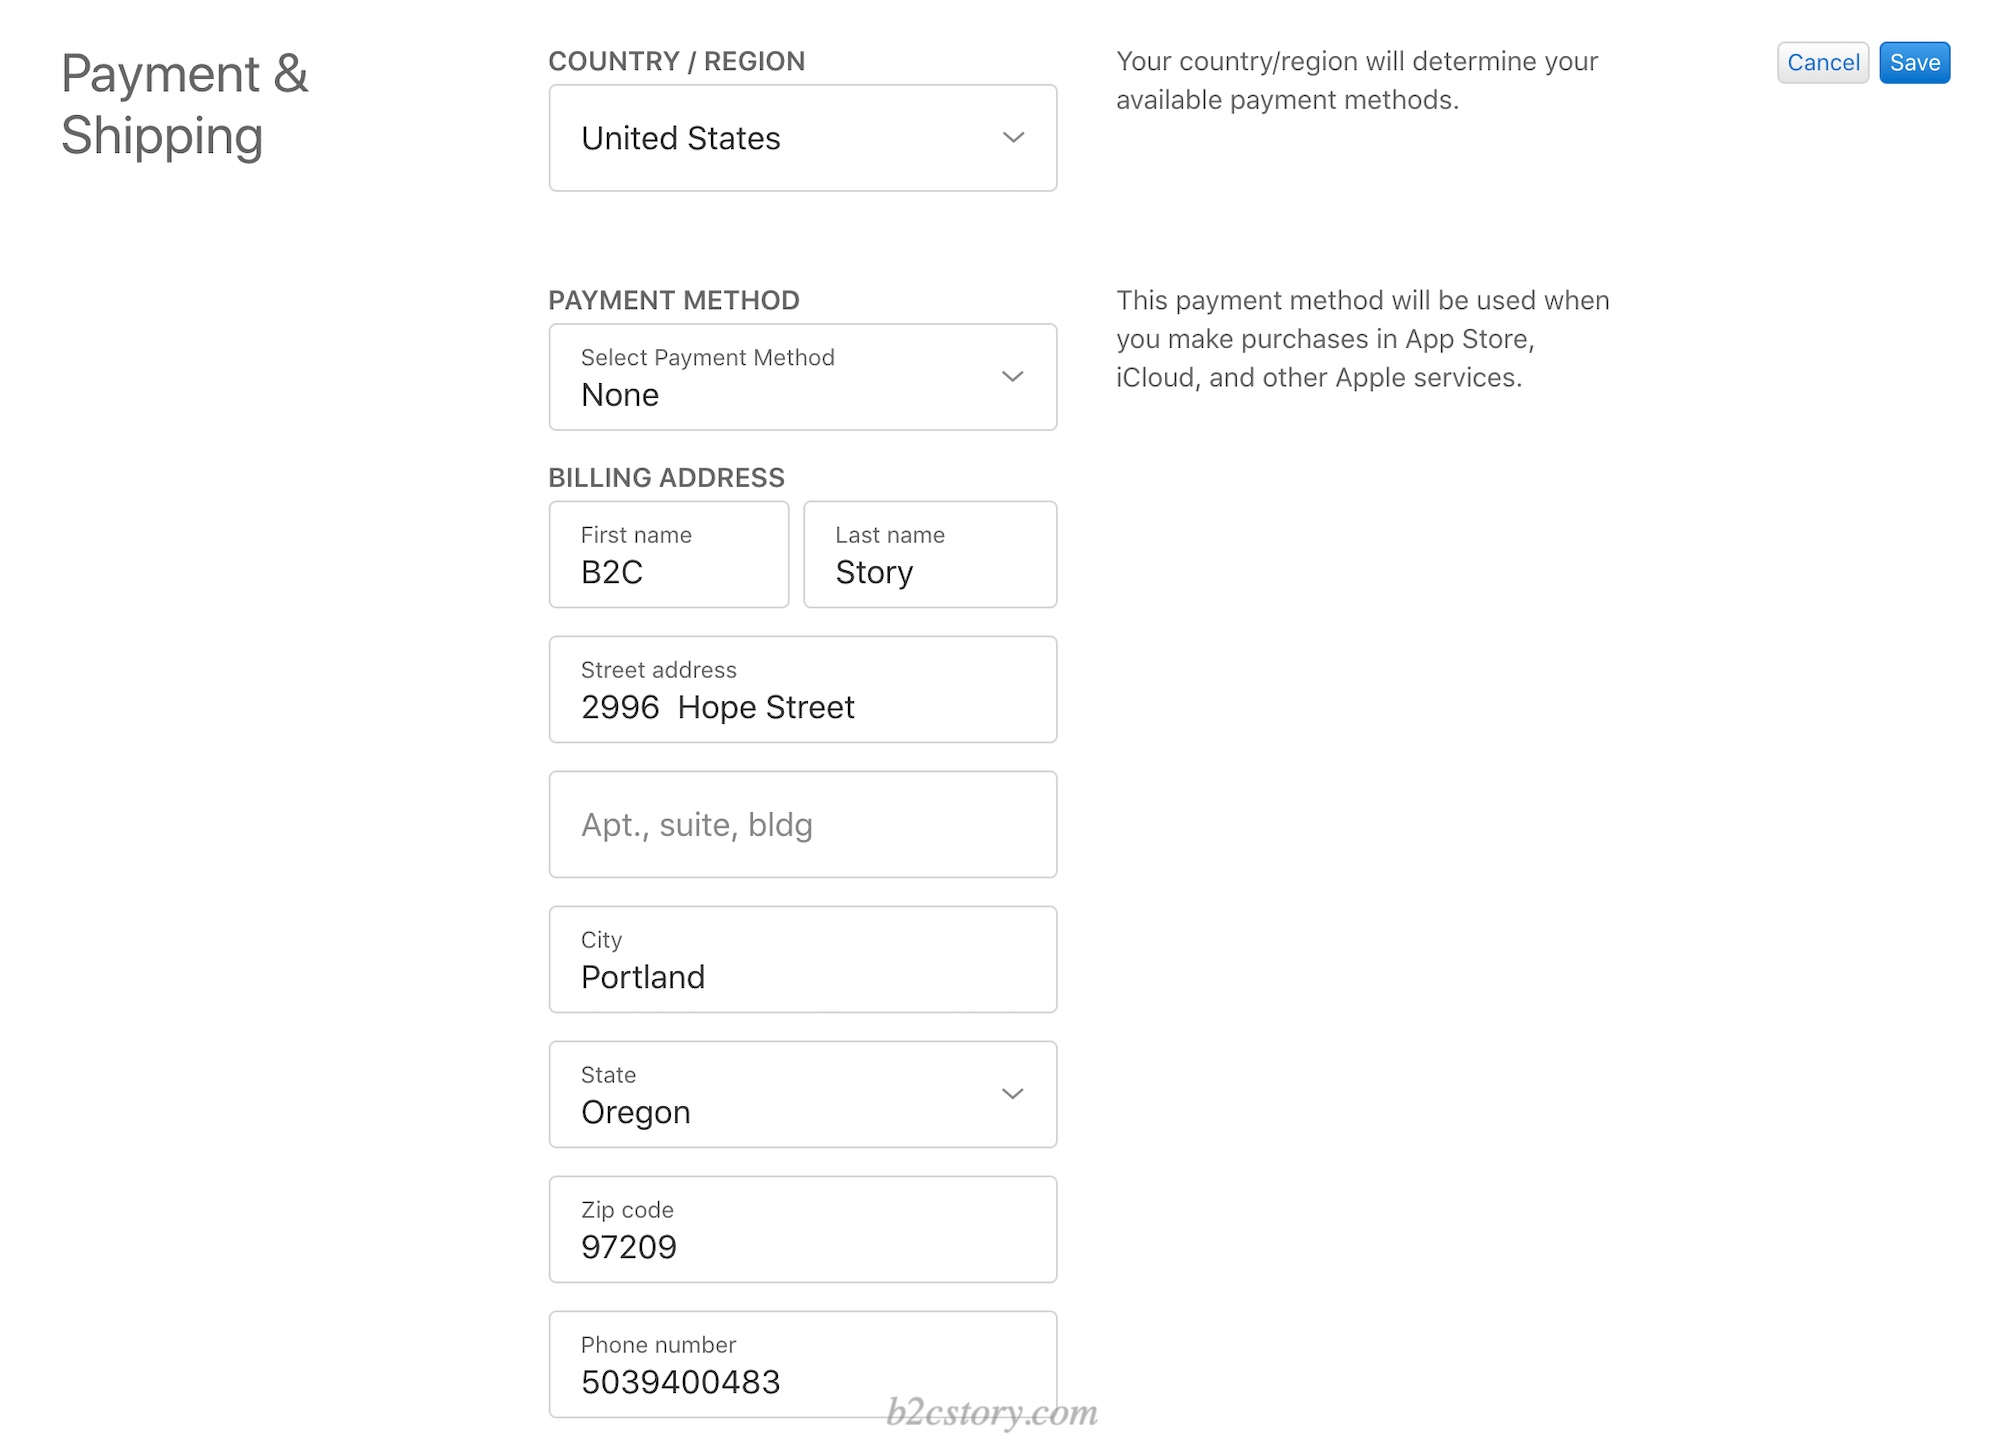 Payment &
Shipping
COUNTRY / REGION
United States
Your country/region will determine your
available payment methods.
Cancel
Save
PAYMENT METHOD
Select Payment Method
None
This payment method will be used when
you make purchases in App Store,
iCloud, and other Apple services.
BILLING ADDRESS
First name
B2C
Last name
Story
Street address
2996  Hope Street
Apt., suite, bldg
City
Portland
State
Oregon
Zip code
97209
Phone number
5039400483
b2cstory.com